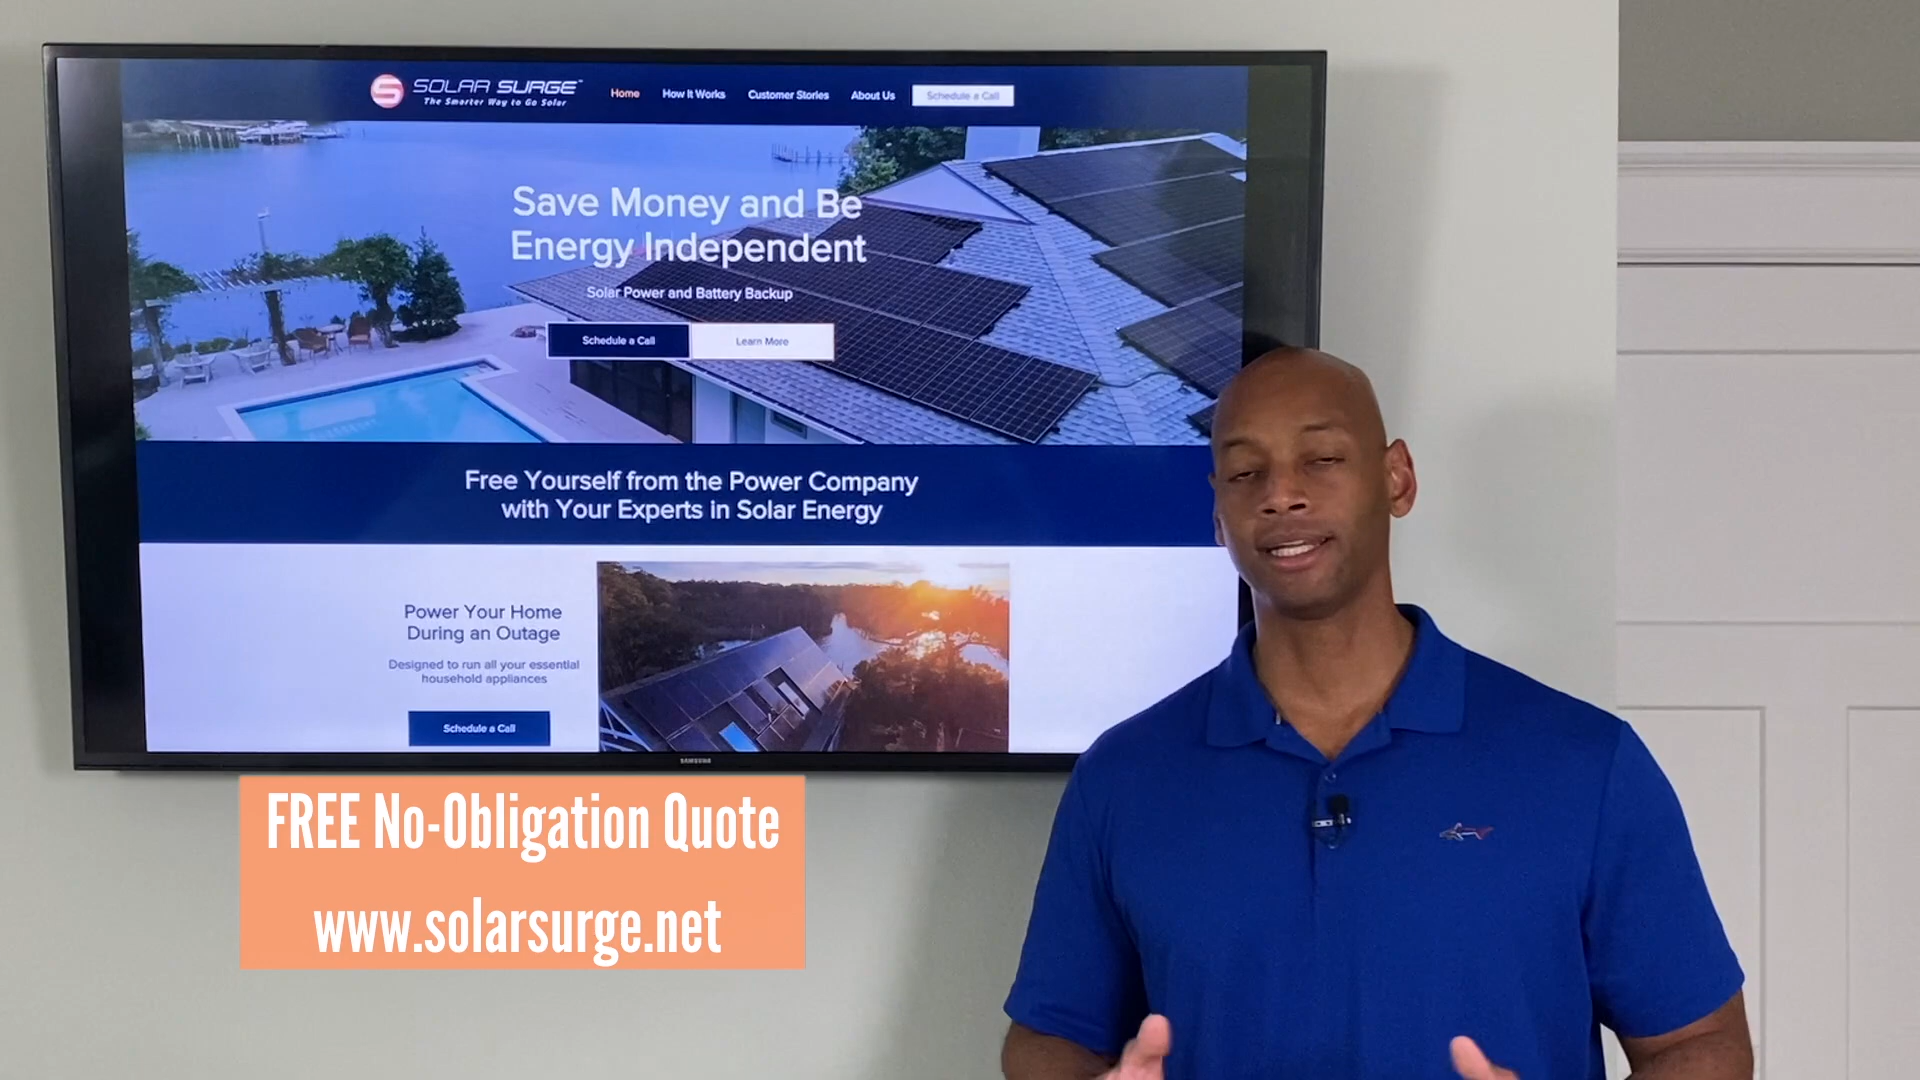 SOLAR SURGE™
The Smarter Way to Go Solar
Home How It Works Customer Stories About Us Schedule a Call
Save Money and Be
Energy Independent
Solar Power and Battery Backup
Schedule a Call Learn More
Free Yourself from the Power Company
with Your Experts in Solar Energy
Power Your Home
During an Outage
Designed to run all your essential
household appliances
Schedule a Call
SAMSUNG
FREE No-Obligation Quote
www.solarsurge.net